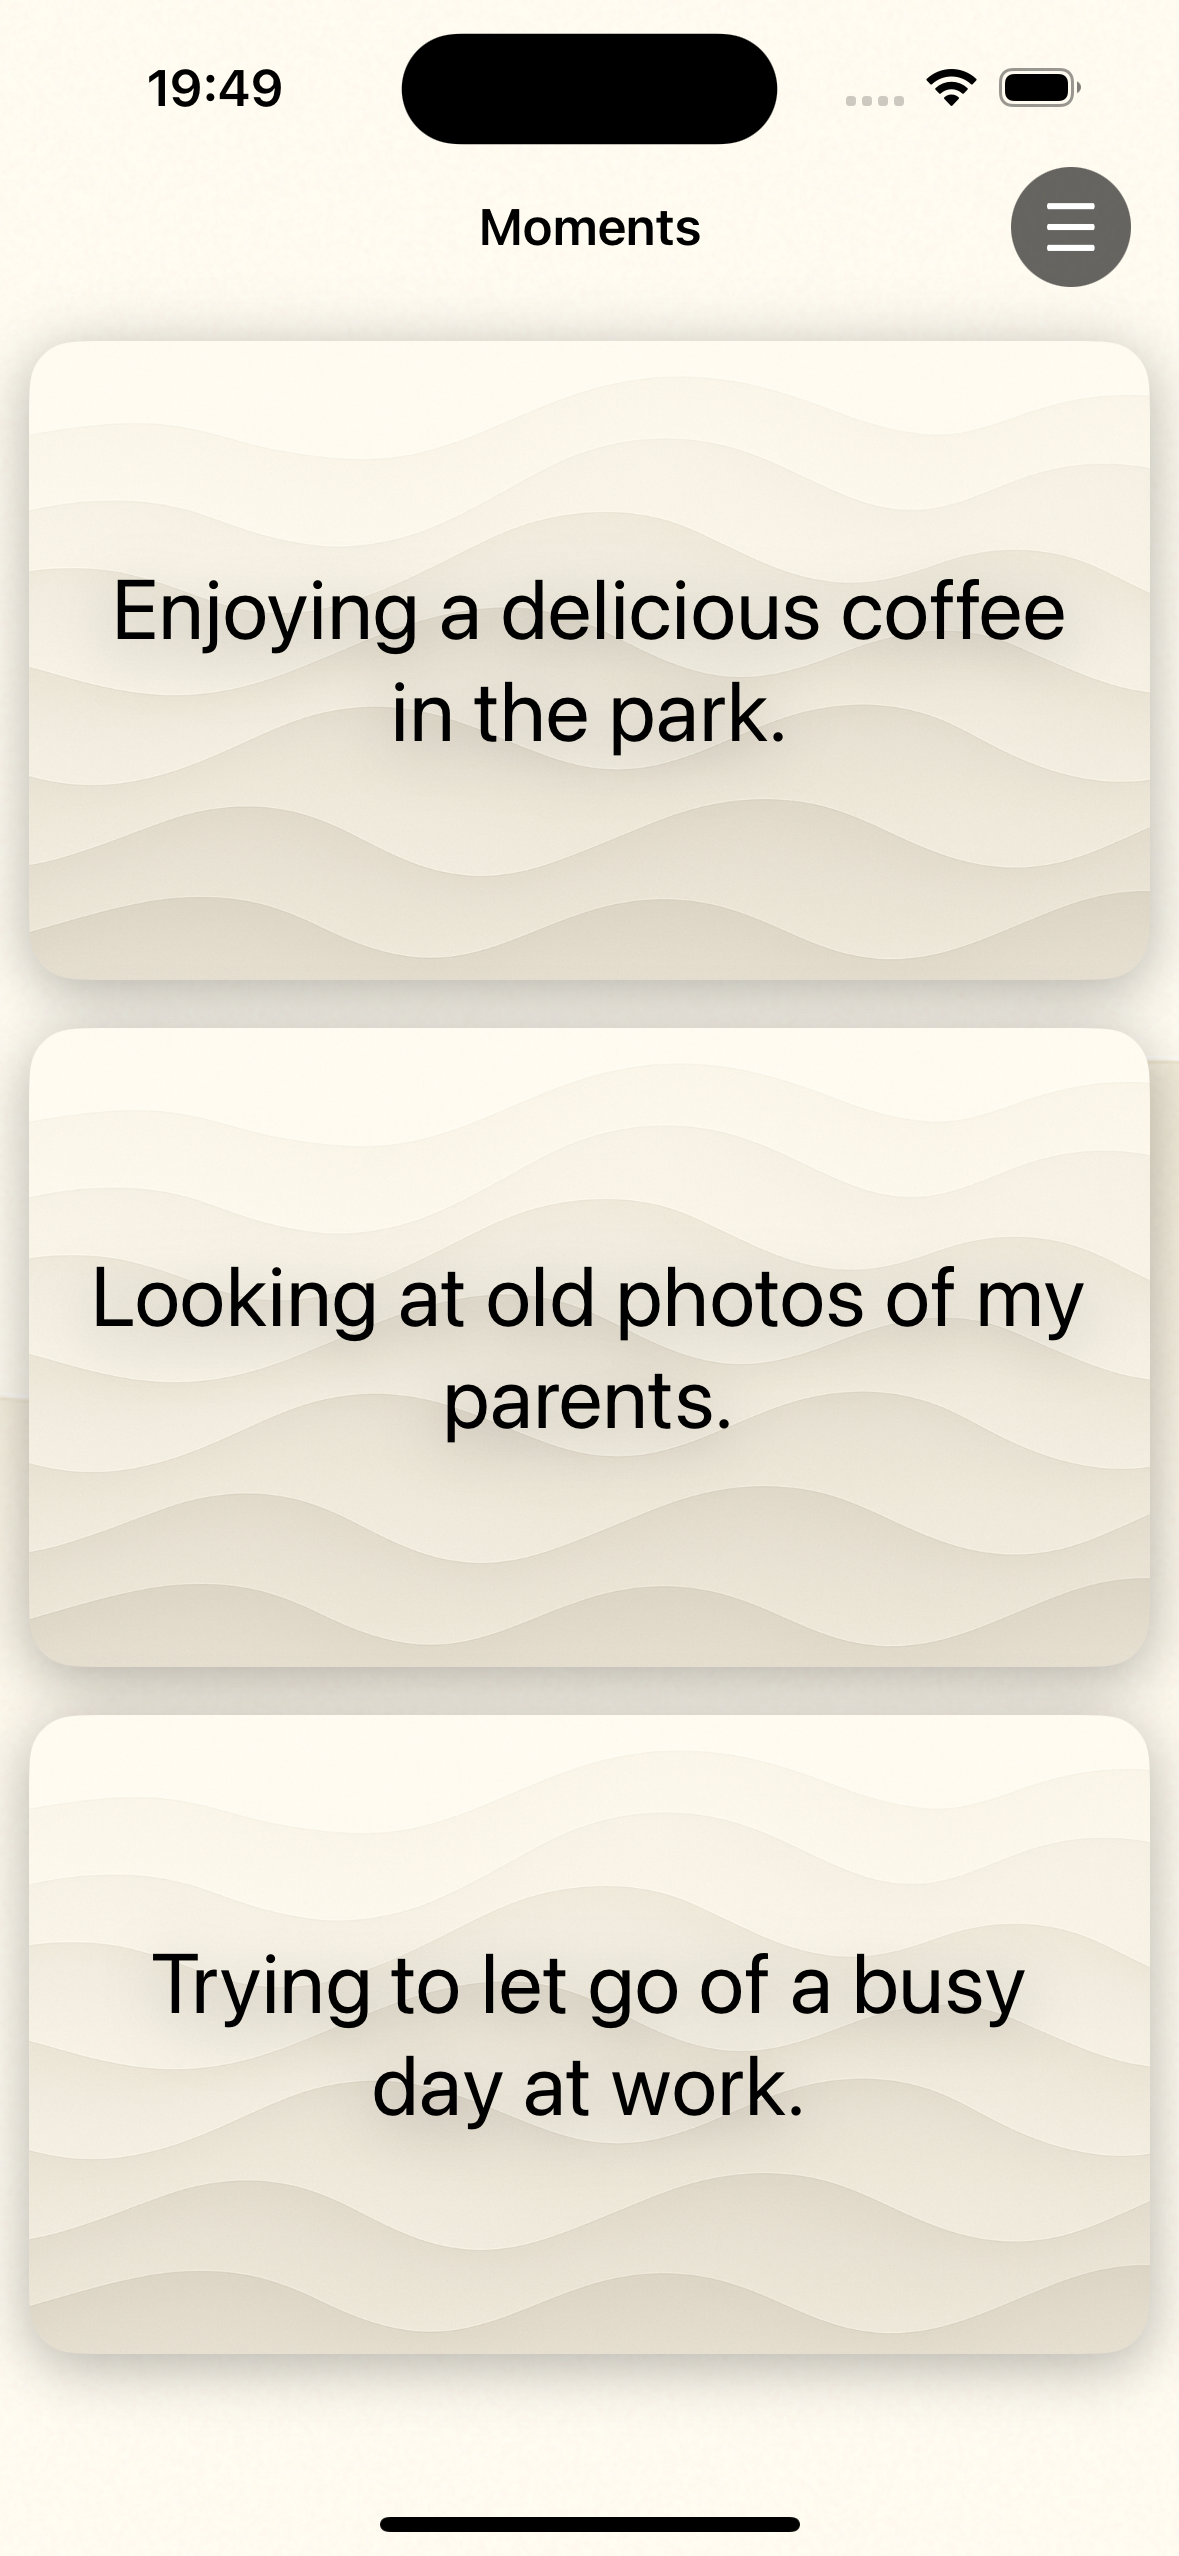 19:49
Moments
Enjoying a delicious coffee
in the park.
Looking at old photos of my
parents.
Trying to let go of a busy
day at work.